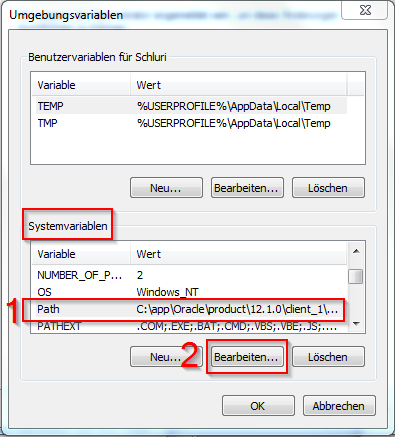 Umgebungsvariablen
Benutzervariablen für Schluri
Variable Wert
TEMP %USERPROFILE%\AppData\Local\Temp
TMP %USERPROFILE%\AppData\Local\Temp
Neu... Bearbeiten... Löschen
Systemvariablen
Variable Wert
NUMBER_OF_P... 2
OS Windows_NT
1 Path C:\app\Oracle\product\12.1.0\client_1\...
PATHEXT .COM;.EXE;.BAT;.CMD;.VBS;.VBE;.JS;....
2
Neu... Bearbeiten... Löschen
OK Abbrechen